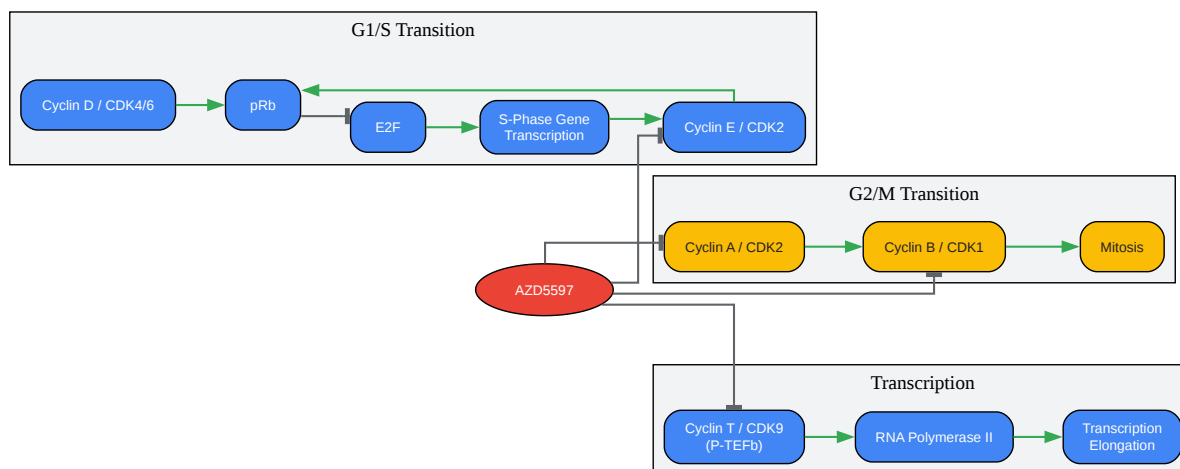 G1/S Transition
Cyclin D / CDK4/6
pRb
E2F
S-Phase Gene
Transcription
Cyclin E / CDK2
G2/M Transition
Cyclin A / CDK2
Cyclin B / CDK1
Mitosis
AZD5597
Transcription
Cyclin T / CDK9
(P-TEFb)
RNA Polymerase II
Transcription
Elongation